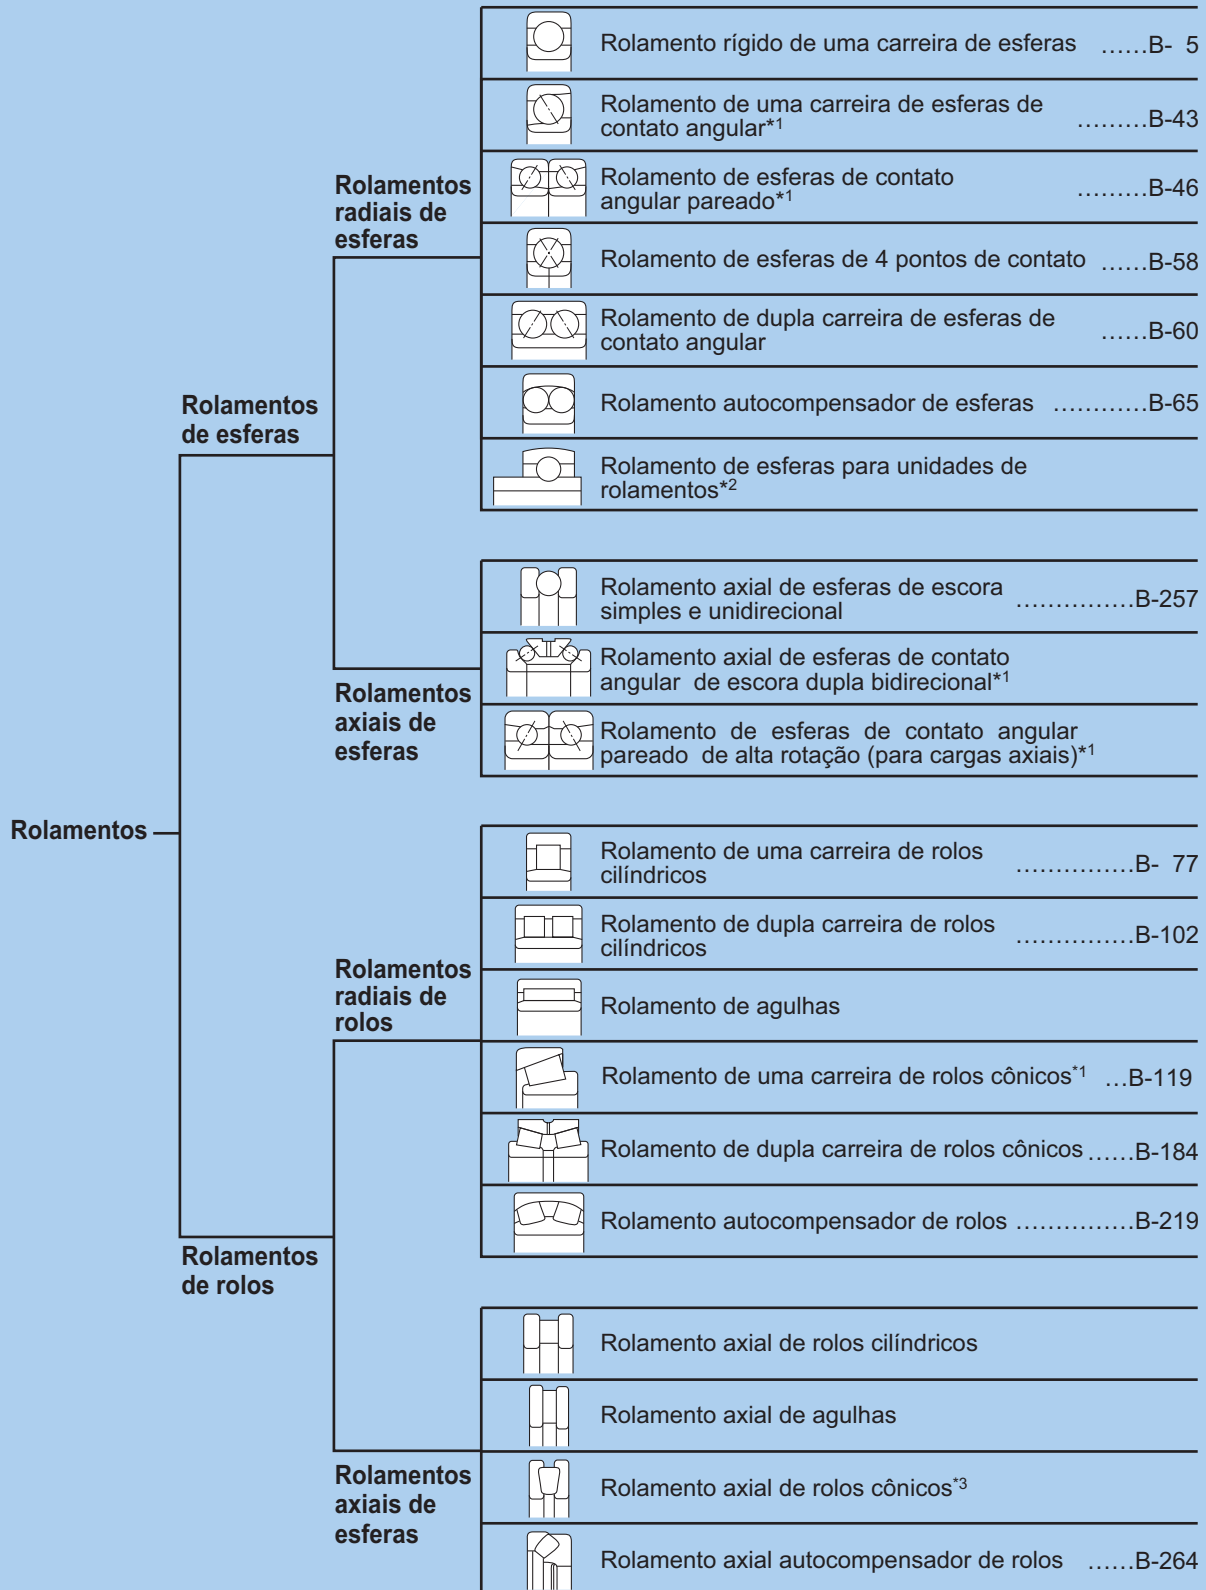 Rolamento rígido de uma carreira de esferas ......B- 5
Rolamento de uma carreira de esferas de
contato angular*1 .........B-43
Rolamentos
radiais de
esferas
Rolamento de esferas de contato
angular pareado*1 .........B-46
Rolamento de esferas de 4 pontos de contato ......B-58
Rolamento de dupla carreira de esferas de
contato angular ......B-60
Rolamentos
de esferas
Rolamento autocompensador de esferas ............B-65
Rolamento de esferas para unidades de
rolamentos*2
Rolamento axial de esferas de escora
simples e unidirecional ...............B-257
Rolamento axial de esferas de contato
angular de escora dupla bidirecional*1
Rolamentos
axiais de
esferas
Rolamento de esferas de contato angular
pareado de alta rotação (para cargas axiais)*1
Rolamentos
Rolamento de uma carreira de rolos
cilíndricos ...............B- 77
Rolamento de dupla carreira de rolos
cilíndricos ...............B-102
Rolamentos
radiais de
rolos
Rolamento de agulhas
Rolamento de uma carreira de rolos cônicos*1 ...B-119
Rolamento de dupla carreira de rolos cônicos ......B-184
Rolamento autocompensador de rolos ...............B-219
Rolamentos
de rolos
Rolamento axial de rolos cilíndricos
Rolamento axial de agulhas
Rolamentos
axiais de
esferas
Rolamento axial de rolos cônicos*3
Rolamento axial autocompensador de rolos ......B-264